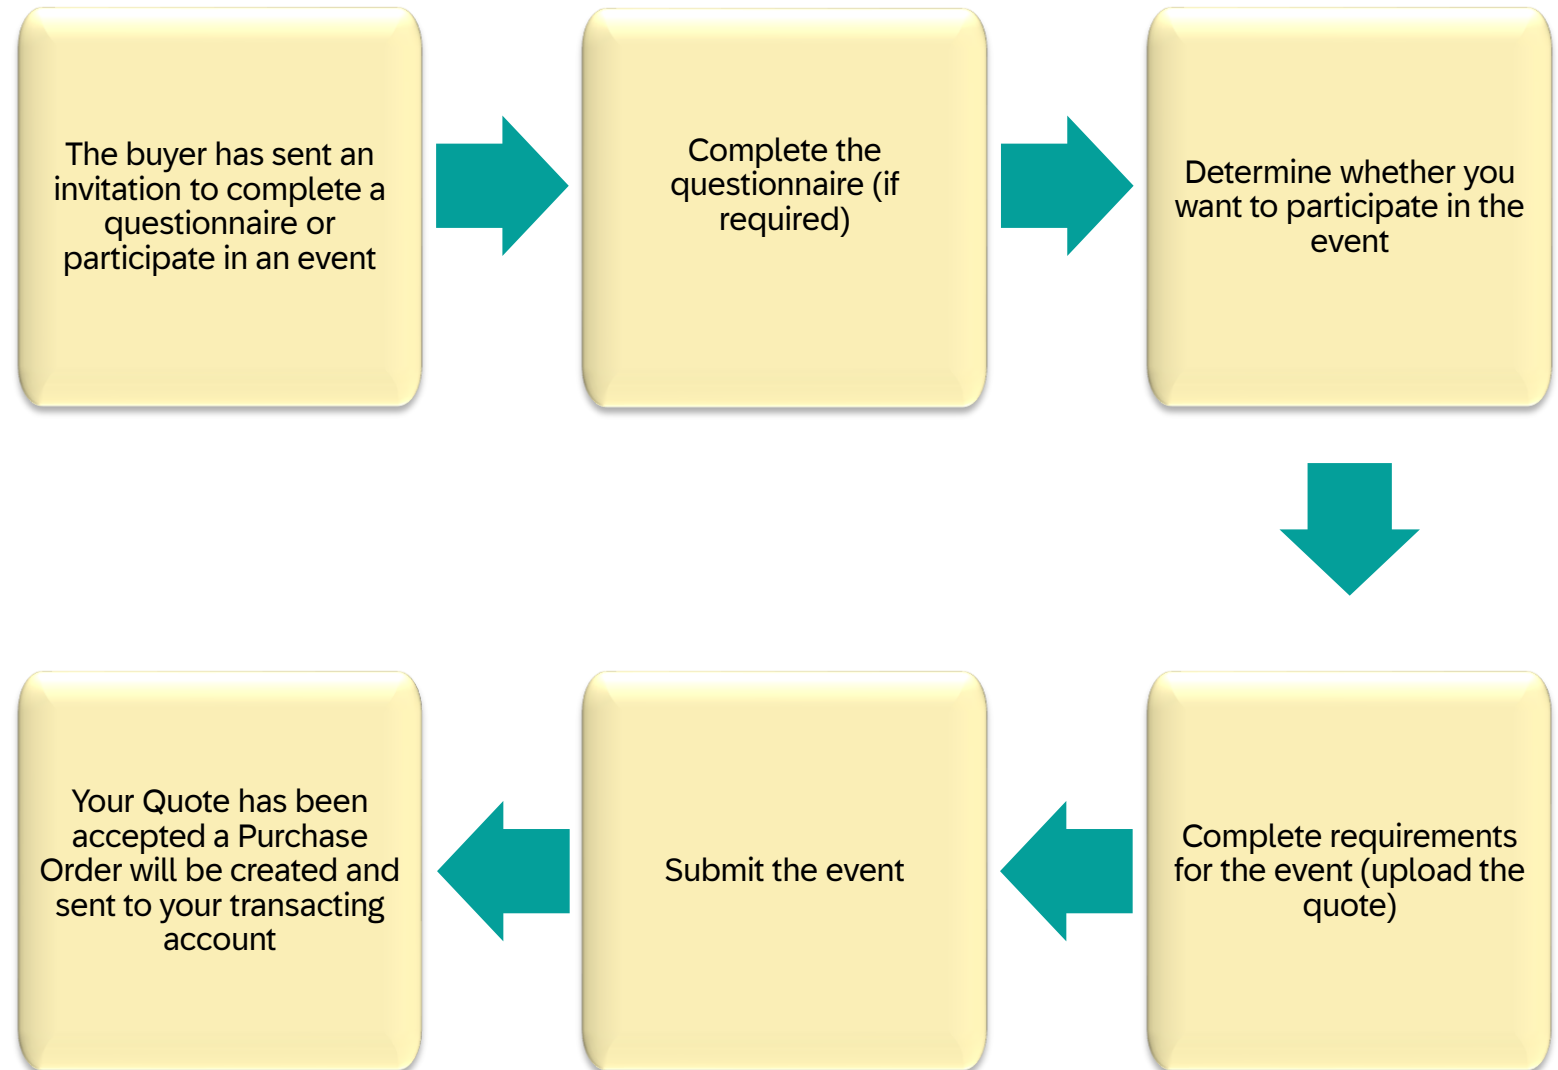 The buyer has sent an
invitation to complete a
questionnaire or
participate in an event
Complete the
questionnaire (if
required)
Determine whether you
want to participate in the
event
Complete requirements
for the event (upload the
quote)
Submit the event
Your Quote has been
accepted a Purchase
Order will be created and
sent to your transacting
account